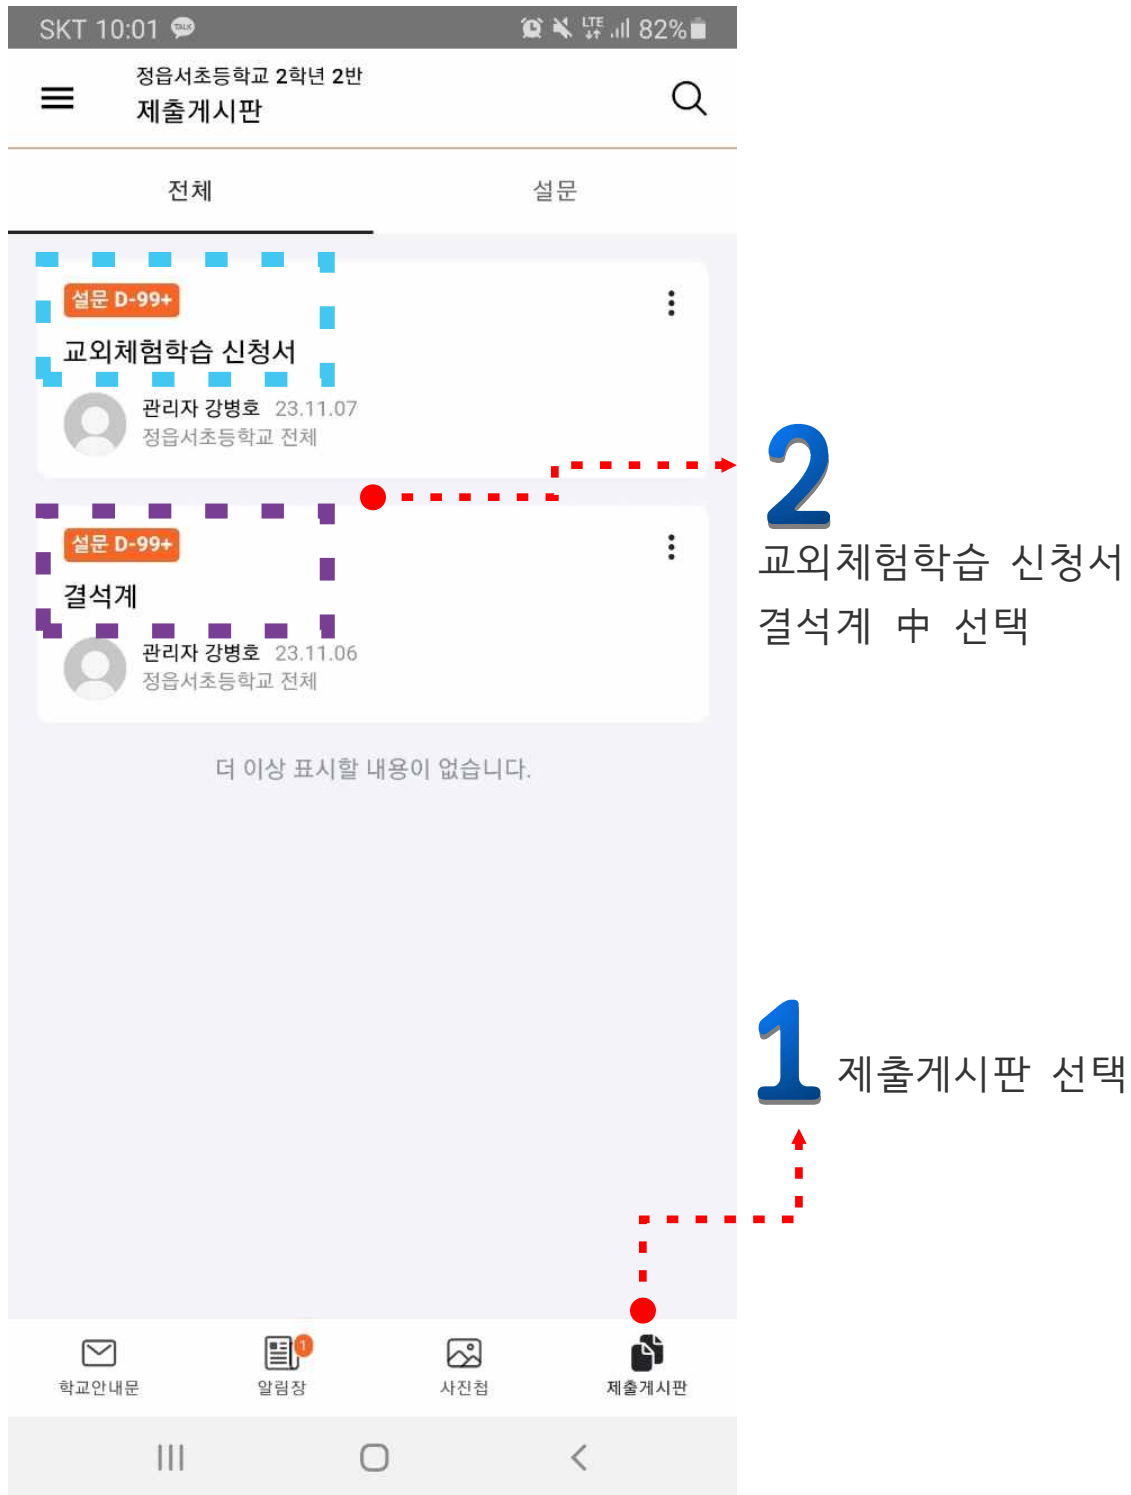 SKT 10:01 TALK LTE 82%
정읍서초등학교 2학년 2반
제출게시판
전체 설문
설문 D-99+
교외체험학습 신청서
관리자 강병호 23.11.07
정읍서초등학교 전체
설문 D-99+
결석계
관리자 강병호 23.11.06
정읍서초등학교 전체
더 이상 표시할 내용이 없습니다.
2
교외체험학습 신청서
결석계 中 선택
1 제출게시판 선택
1
학교안내문 알림장 사진첩 제출게시판